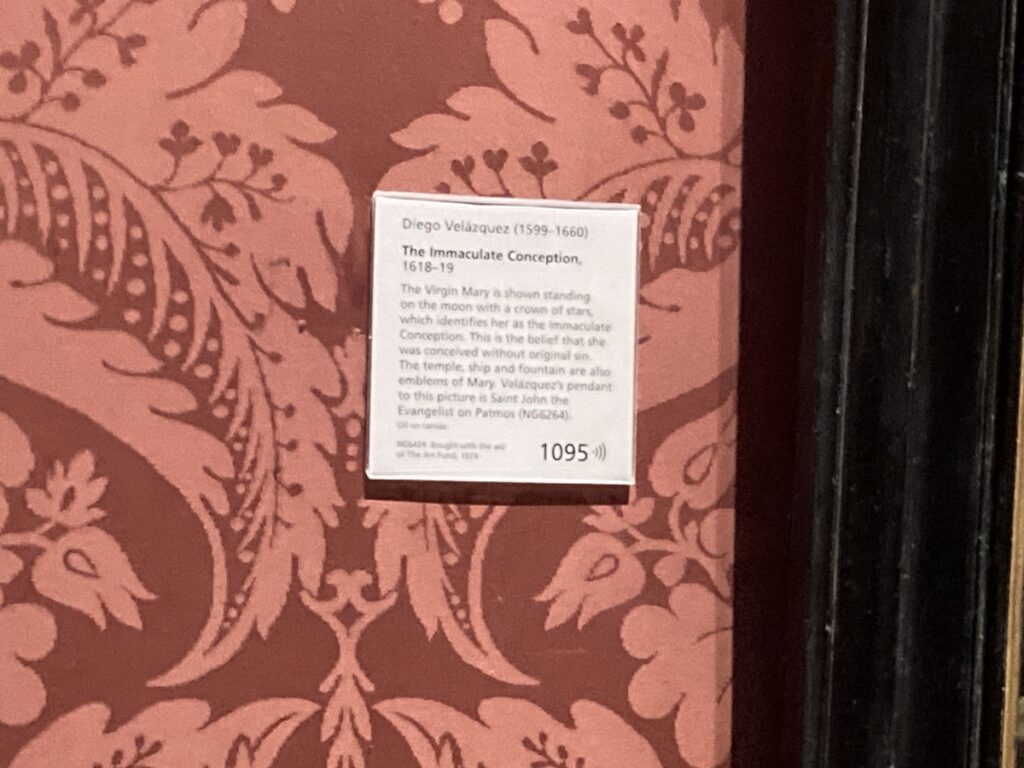 Diego Velázquez (1599–1660)
The Immaculate Conception,
1618–19
The Virgin Mary is shown standing
on the moon with a crown of stars,
which identifies her as the Immaculate
Conception. This is the belief that she
was conceived without original sin.
The temple, ship and fountain are also
emblems of Mary. Velázquez's pendant
to this picture is Saint John the
Evangelist on Patmos (NG6264).
Oil on canvas
NG6424. Bought with the aid
of The Art Fund, 1974
1095